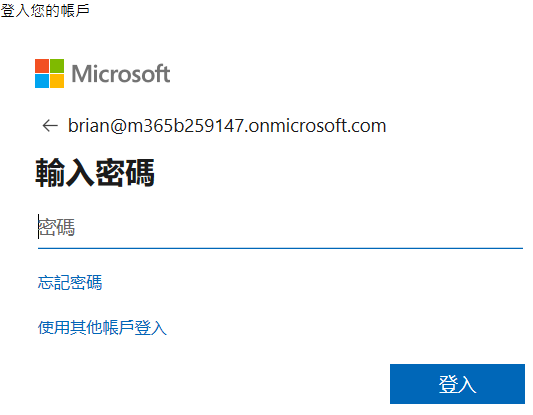 登入您的帳戶
Microsoft
← brian@m365b259147.onmicrosoft.com
輸入密碼
密碼
忘記密碼
使用其他帳戶登入
登入